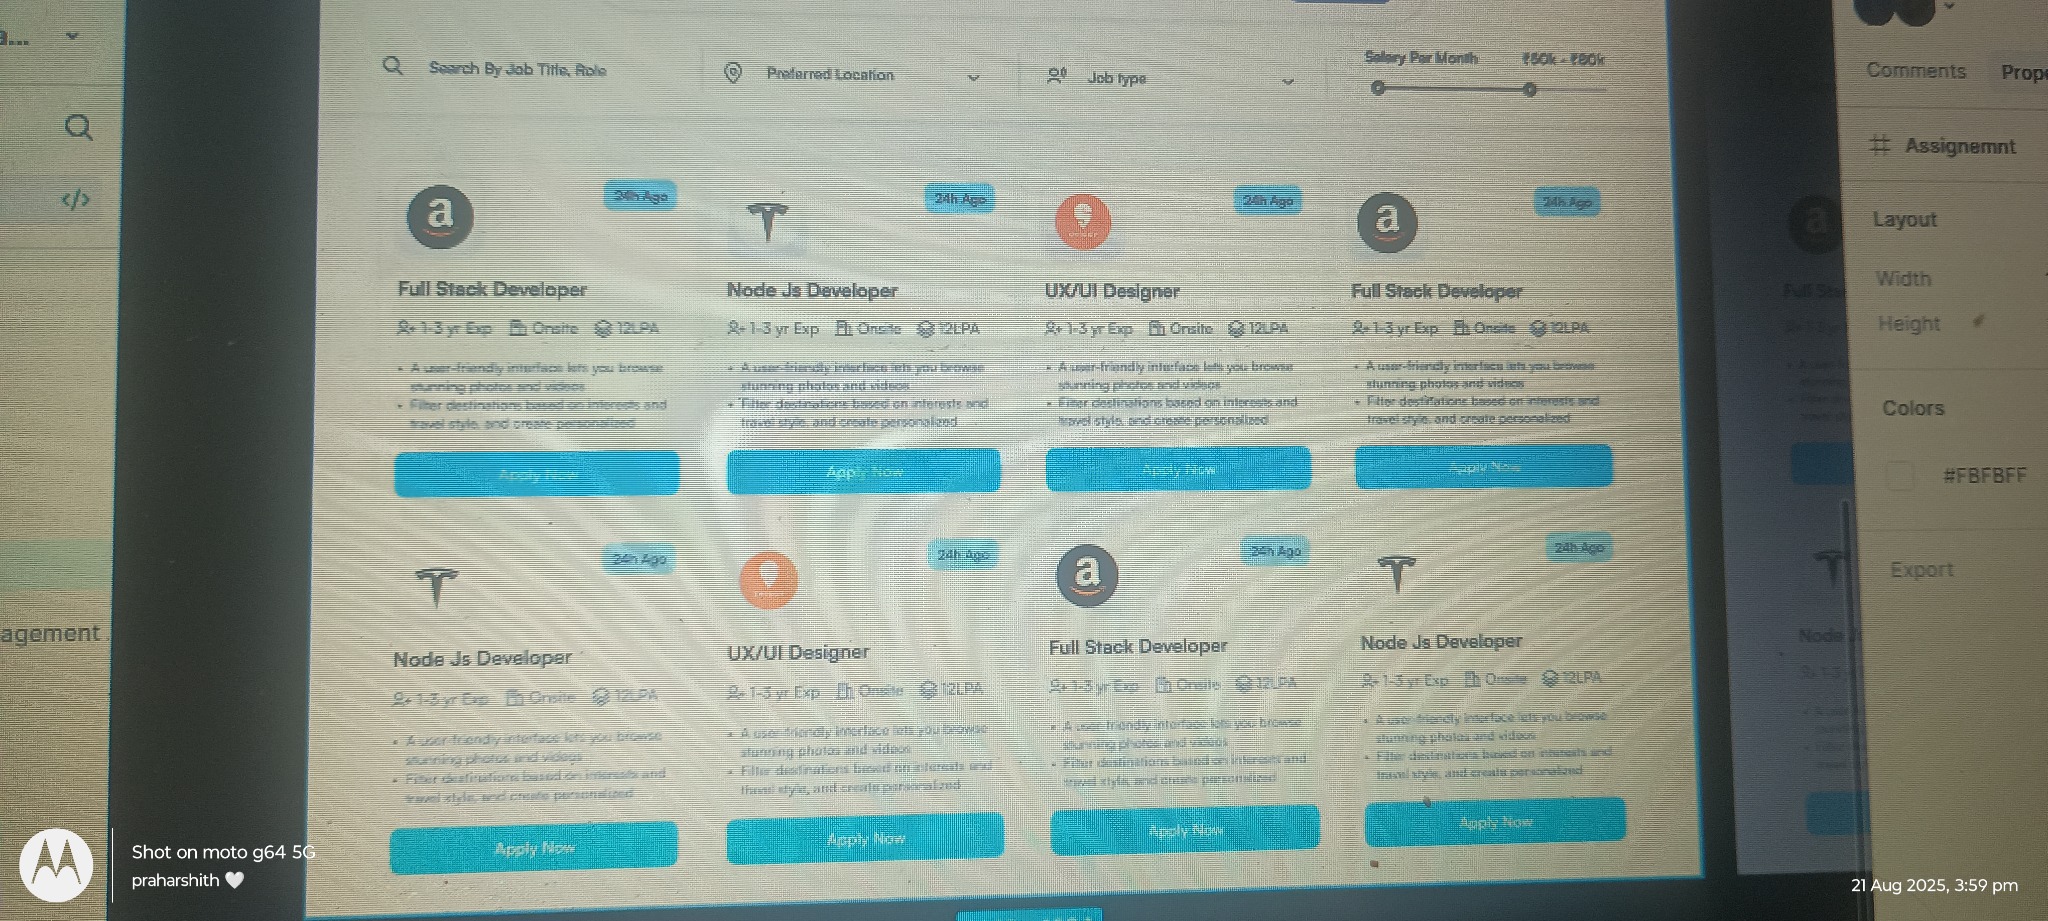 Search By Job Title, Role
Preferred Location
Job type
Salary Per Month ₹50k - ₹80k
Comments
Assignemnt
Layout
Width
Height
Colors
#FBFBFF
Export
agement
a
24h Ago
24h Ago
24h Ago
a
24h Ago
Full Stack Developer
Node Js Developer
UX/UI Designer
Full Stack Developer
1-3 yr Exp Onsite 12LPA
1-3 yr Exp Onsite 12LPA
1-3 yr Exp Onsite 12LPA
1-3 yr Exp Onsite 12LPA
• A user-friendly interface lets you browse
stunning photos and videos
• Filter destinations based on interests and
travel style, and create personalized
• A user-friendly interface lets you browse
stunning photos and videos
• Filter destinations based on interests and
travel style, and create personalized
• A user-friendly interface lets you browse
stunning photos and videos
• Filter destinations based on interests and
travel style, and create personalized
• A user-friendly interface lets you browse
stunning photos and videos
• Filter destinations based on interests and
travel style, and create personalized
Apply Now
Apply Now
Apply Now
Apply Now
24h Ago
24h Ago
a
24h Ago
24h Ago
Node Js Developer
UX/UI Designer
Full Stack Developer
Node Js Developer
1-3 yr Exp Onsite 12LPA
1-3 yr Exp Onsite 12LPA
1-3 yr Exp Onsite 12LPA
1-3 yr Exp Onsite 12LPA
• A user-friendly interface lets you browse
stunning photos and videos
• Filter destinations based on interests and
travel style, and create personalized
• A user-friendly interface lets you browse
stunning photos and videos
• Filter destinations based on interests and
travel style, and create personalized
• A user-friendly interface lets you browse
stunning photos and videos
• Filter destinations based on interests and
travel style, and create personalized
• A user-friendly interface lets you browse
stunning photos and videos
• Filter destinations based on interests and
travel style, and create personalized
Apply Now
Apply Now
Apply Now
Apply Now
Shot on moto g64 5G
praharshith 🤍
21 Aug 2025, 3:59 pm